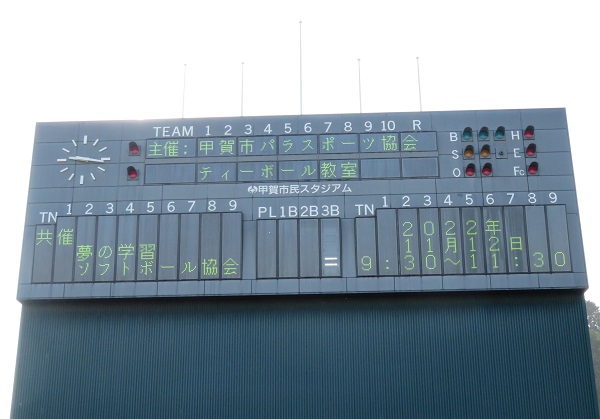 TEAM 1 2 3 4 5 6 7 8 9 10 R
主催:甲賀市パラスポーツ協会
ティーボール教室
甲賀市民スタジアム
B H
S E
O Fc
TN 1 2 3 4 5 6 7 8 9
共催
夢の学習
ソフトボール協会
PL 1B 2B 3B
TN 1 2 3 4 5 6 7 8 9
2022年
11月12日
9:30~11:30